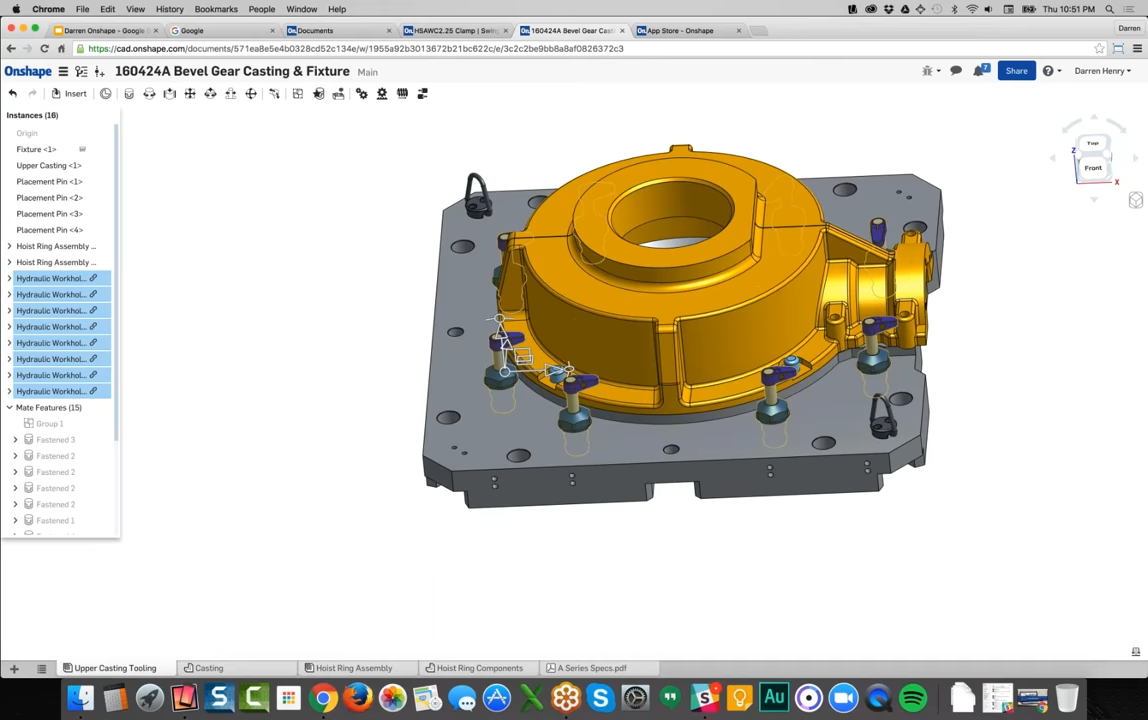 Chrome File Edit View History Bookmarks People Window Help Thu 10:51 PM
Darren Onshape - Google Google Documents HSAWC2.25 Clamp | Swing 160424A Bevel Gear Casti App Store - Onshape Darren
https://cad.onshape.com/documents/571ea8e5e4b0328cd52c134e/w/1955a92b3013672b21bc622c/e/3c2c2be9bb8a8af0826372c3
Onshape 160424A Bevel Gear Casting & Fixture Main 7 Share Darren Henry
Insert
Instances (16)
Origin
Fixture <1>
Upper Casting <1>
Placement Pin <1>
Placement Pin <2>
Placement Pin <3>
Placement Pin <4>
Hoist Ring Assembly ...
Hoist Ring Assembly ...
Hydraulic Workhol...
Hydraulic Workhol...
Hydraulic Workhol...
Hydraulic Workhol...
Hydraulic Workhol...
Hydraulic Workhol...
Hydraulic Workhol...
Hydraulic Workhol...
Mate Features (15)
Group 1
Fastened 3
Fastened 2
Fastened 2
Fastened 2
Fastened 2
Fastened 1
Top
Z
Front
X
Upper Casting Tooling Casting Hoist Ring Assembly Hoist Ring Components A Series Specs.pdf